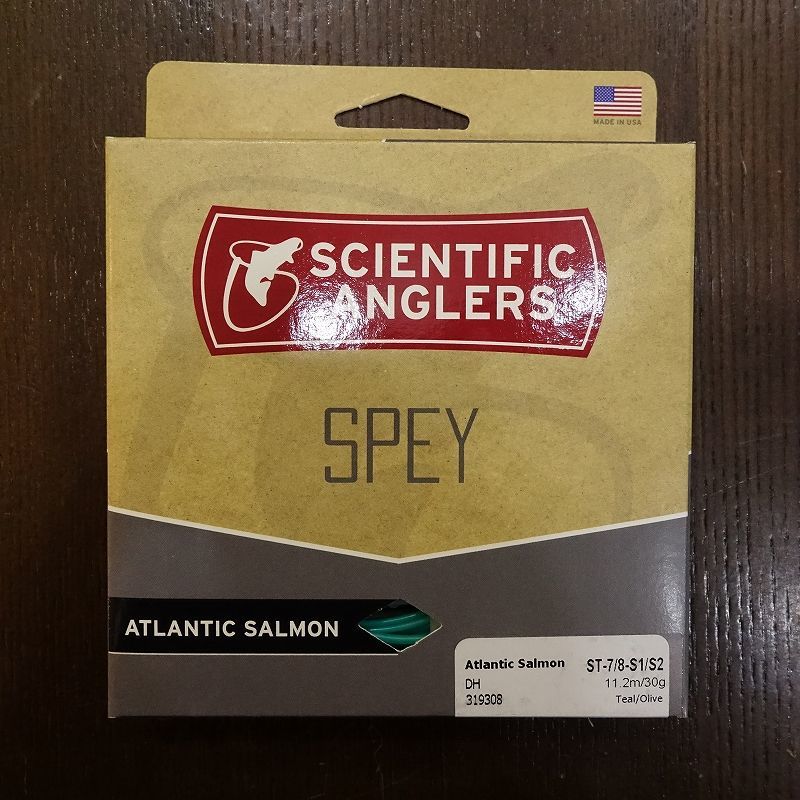 MADE IN USA
SCIENTIFIC
ANGLERS
SPEY
ATLANTIC SALMON
Atlantic Salmon ST-7/8-S1/S2
DH 11.2m/30g
319308 Teal/Olive